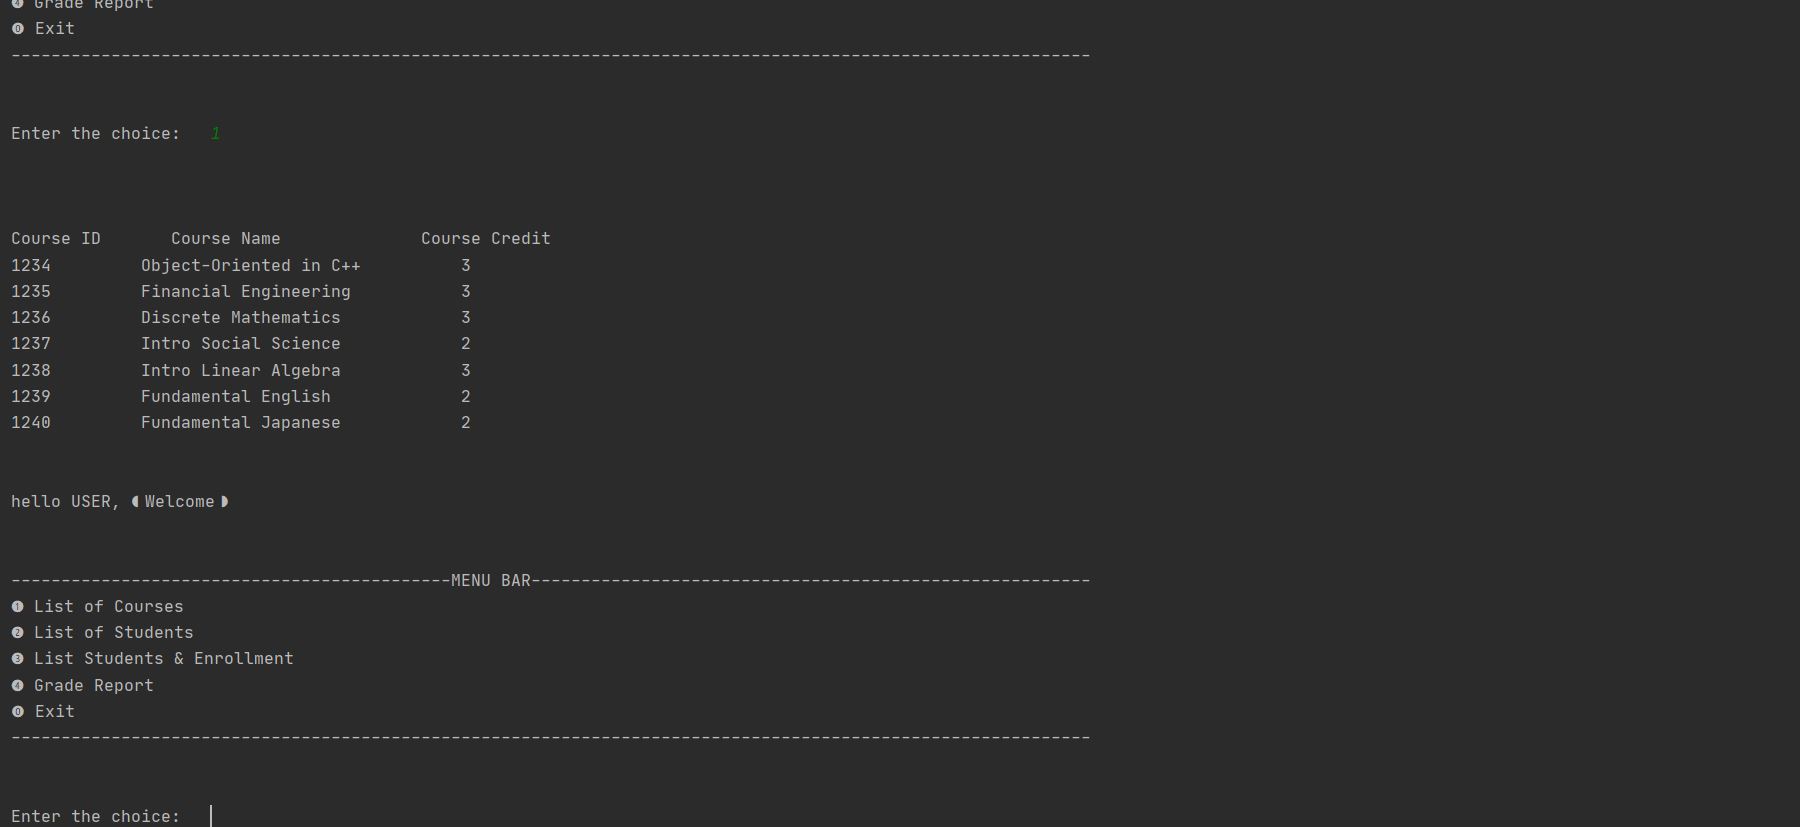 ❹ Grade Report
⓿ Exit
------------------------------------------------------------------------------------------------------------
Enter the choice:   1
Course ID       Course Name              Course Credit
1234         Object-Oriented in C++          3
1235         Financial Engineering           3
1236         Discrete Mathematics            3
1237         Intro Social Science            2
1238         Intro Linear Algebra            3
1239         Fundamental English             2
1240         Fundamental Japanese            2
hello USER, ◖Welcome◗
--------------------------------------------MENU BAR--------------------------------------------------------
❶ List of Courses
❷ List of Students
❸ List Students & Enrollment
❹ Grade Report
⓿ Exit
------------------------------------------------------------------------------------------------------------
Enter the choice: